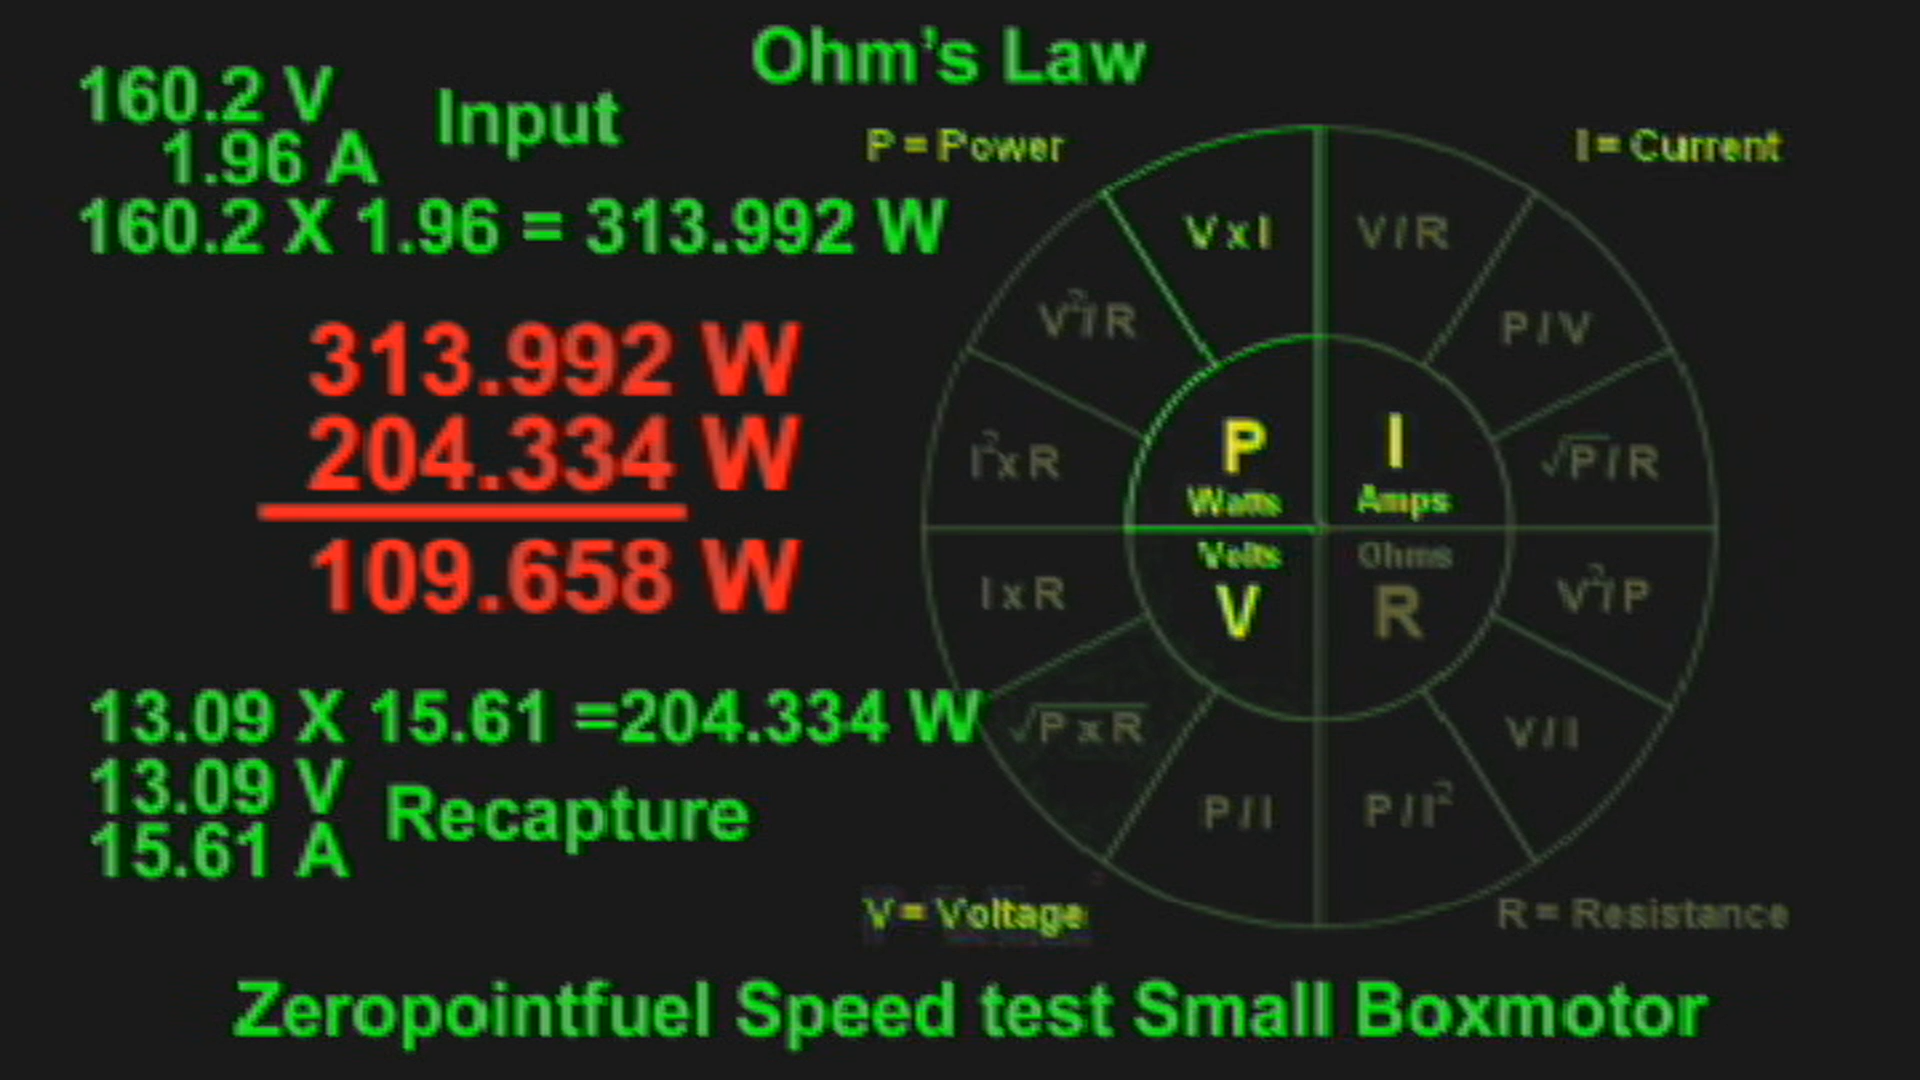 Ohm's Law
160.2 V
1.96 A
Input
160.2 X 1.96 = 313.992 W
313.992 W
204.334 W
109.658 W
13.09 X 15.61 =204.334 W
13.09 V
15.61 A
Recapture
P = Power
I = Current
V x I
V / R
V²/ R
P / V
I² x R
√P / R
P
Watts
I
Amps
Volts
V
Ohms
R
I x R
V²/ P
√P x R
V / I
P / I
P / I²
V = Voltage
R = Resistance
Zeropointfuel Speed test Small Boxmotor